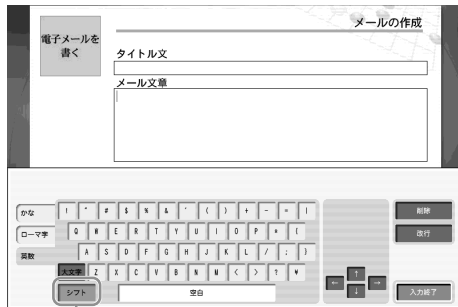 メールの作成
電子メールを
書く
タイトル文
メール文章
かな
ローマ字
英数
! " # $ % & ' ( ) + - = |
Q W E R T Y U I O P * {
A S D F G H J K L / : }
大文字 Z X C V B N M < > ? ¥
シフト
空白
↑
← ↓ →
削除
改行
入力終了